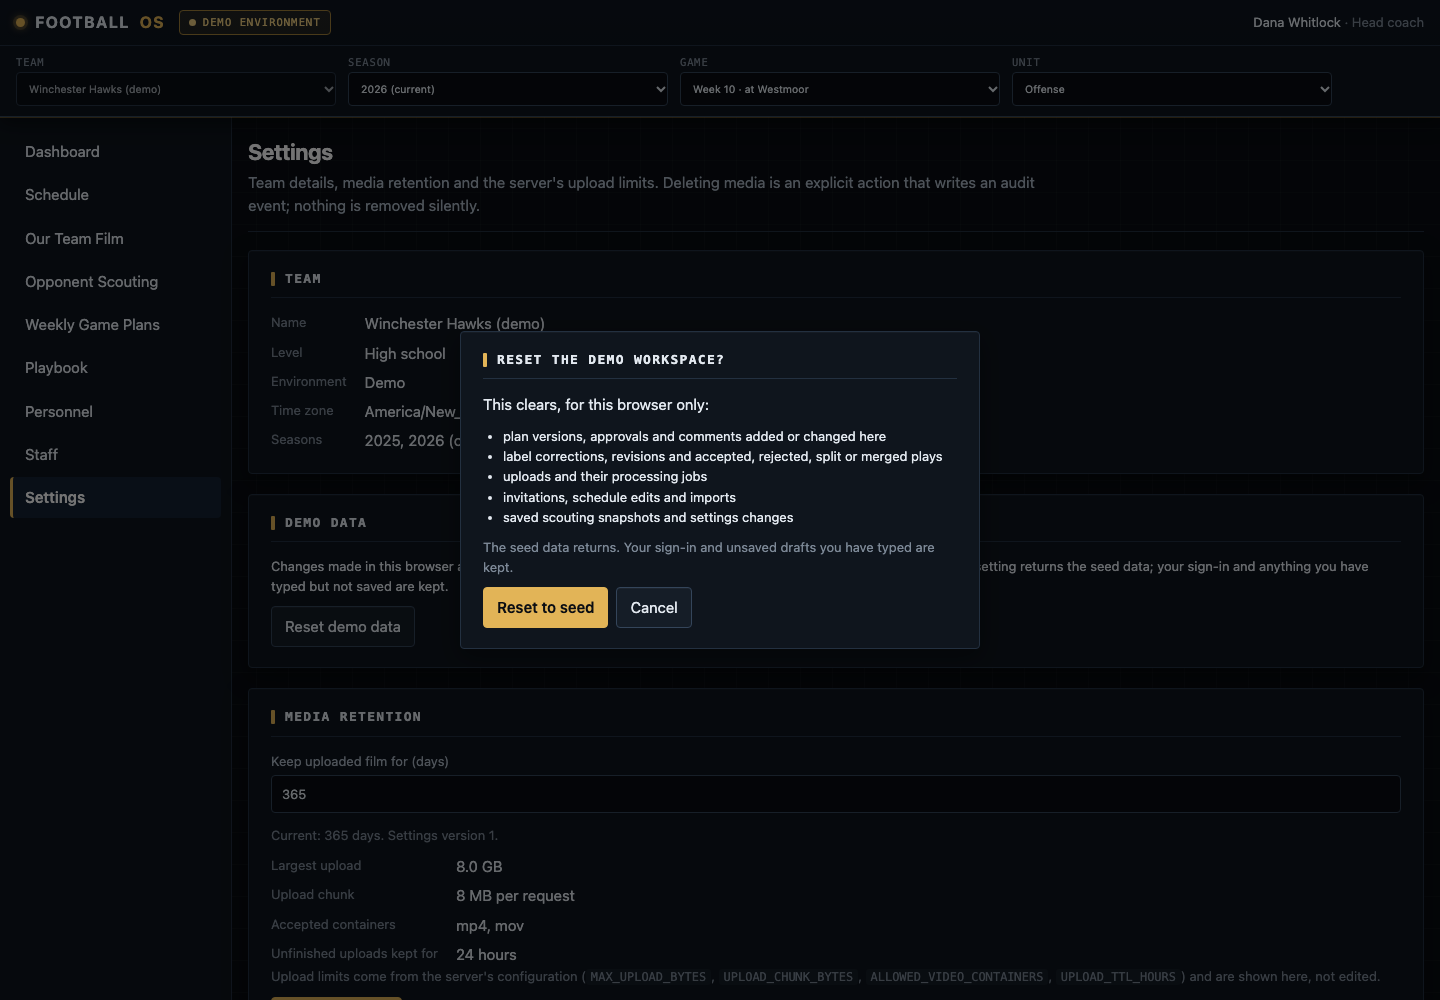 FOOTBALL OS
DEMO ENVIRONMENT
Dana Whitlock · Head coach
TEAM
Winchester Hawks (demo)
SEASON
2026 (current)
GAME
Week 10 · at Westmoor
UNIT
Offense
Dashboard
Schedule
Our Team Film
Opponent Scouting
Weekly Game Plans
Playbook
Personnel
Staff
Settings
Settings
Team details, media retention and the server's upload limits. Deleting media is an explicit action that writes an audit
event; nothing is removed silently.
TEAM
Name Winchester Hawks (demo)
Level High school
Environment Demo
Time zone America/New_
Seasons 2025, 2026 (
DEMO DATA
Changes made in this browser
etting returns the seed data; your sign-in and anything you have
typed but not saved are kept.
Reset demo data
RESET THE DEMO WORKSPACE?
This clears, for this browser only:
• plan versions, approvals and comments added or changed here
• label corrections, revisions and accepted, rejected, split or merged plays
• uploads and their processing jobs
• invitations, schedule edits and imports
• saved scouting snapshots and settings changes
The seed data returns. Your sign-in and unsaved drafts you have typed are
kept.
Reset to seed
Cancel
MEDIA RETENTION
Keep uploaded film for (days)
365
Current: 365 days. Settings version 1.
Largest upload 8.0 GB
Upload chunk 8 MB per request
Accepted containers mp4, mov
Unfinished uploads kept for 24 hours
Upload limits come from the server's configuration ( MAX_UPLOAD_BYTES , UPLOAD_CHUNK_BYTES , ALLOWED_VIDEO_CONTAINERS , UPLOAD_TTL_HOURS ) and are shown here, not edited.